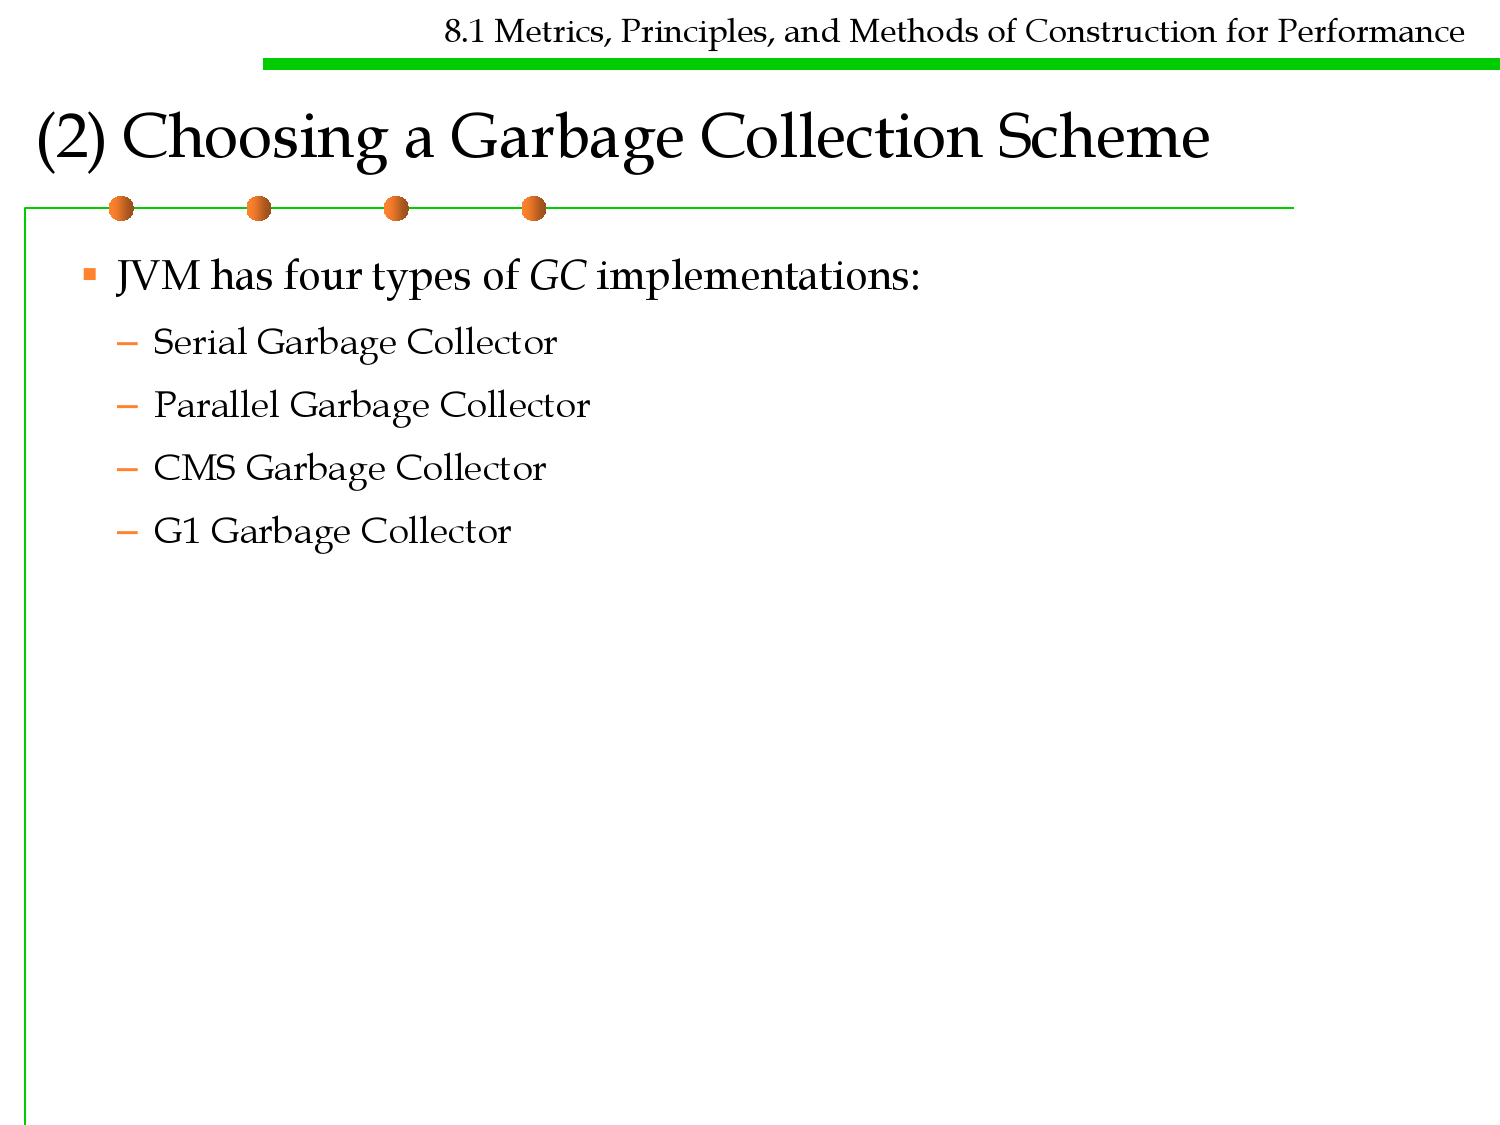 8.1 Metrics, Principles, and Methods of Construction for Performance
(2) Choosing a Garbage Collection Scheme
▪ JVM has four types of GC implementations:
– Serial Garbage Collector
– Parallel Garbage Collector
– CMS Garbage Collector
– G1 Garbage Collector